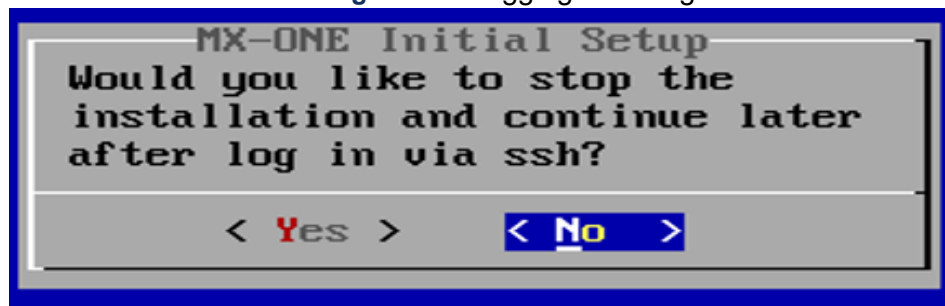 MX-ONE Initial Setup
Would you like to stop the
installation and continue later
after log in via ssh?
< Yes > < No >